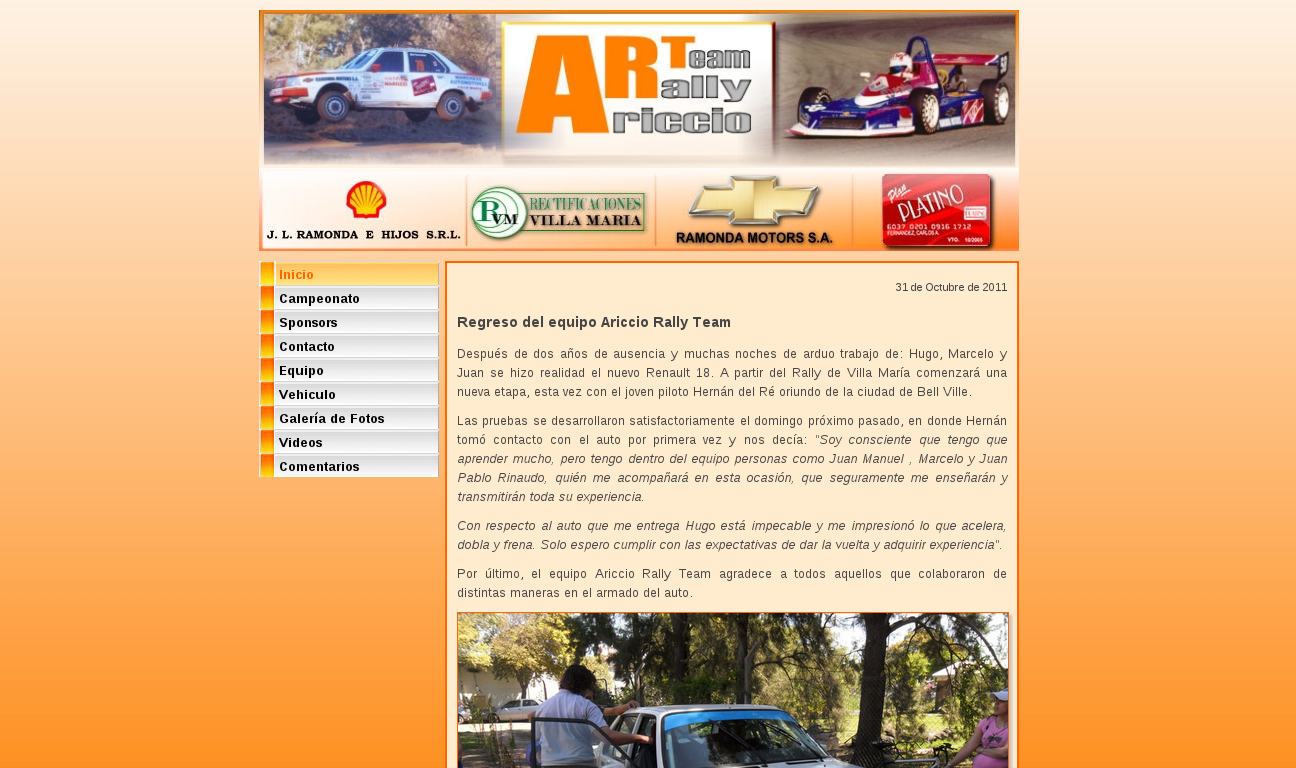 ARTeam
Rally
Ariccio
J. L. RAMONDA E HIJOS S.R.L.
RVM
RECTIFICACIONES
VILLA MARIA
RAMONDA MOTORS S.A.
Plan
PLATINO
6037 0201 0916 1712
FERNANDEZ, CARLOS A.
VTO. 10/2005
Inicio
Campeonato
Sponsors
Contacto
Equipo
Vehiculo
Galería de Fotos
Videos
Comentarios
31 de Octubre de 2011
Regreso del equipo Ariccio Rally Team
Después de dos años de ausencia y muchas noches de arduo trabajo de: Hugo, Marcelo y
Juan se hizo realidad el nuevo Renault 18. A partir del Rally de Villa María comenzará una
nueva etapa, esta vez con el joven piloto Hernán del Ré oriundo de la ciudad de Bell Ville.
Las pruebas se desarrollaron satisfactoriamente el domingo próximo pasado, en donde Hernán
tomó contacto con el auto por primera vez y nos decía: "Soy consciente que tengo que
aprender mucho, pero tengo dentro del equipo personas como Juan Manuel , Marcelo y Juan
Pablo Rinaudo, quién me acompañará en esta ocasión, que seguramente me enseñarán y
transmitirán toda su experiencia.
Con respecto al auto que me entrega Hugo está impecable y me impresionó lo que acelera,
dobla y frena. Solo espero cumplir con las expectativas de dar la vuelta y adquirir experiencia".
Por último, el equipo Ariccio Rally Team agradece a todos aquellos que colaboraron de
distintas maneras en el armado del auto.